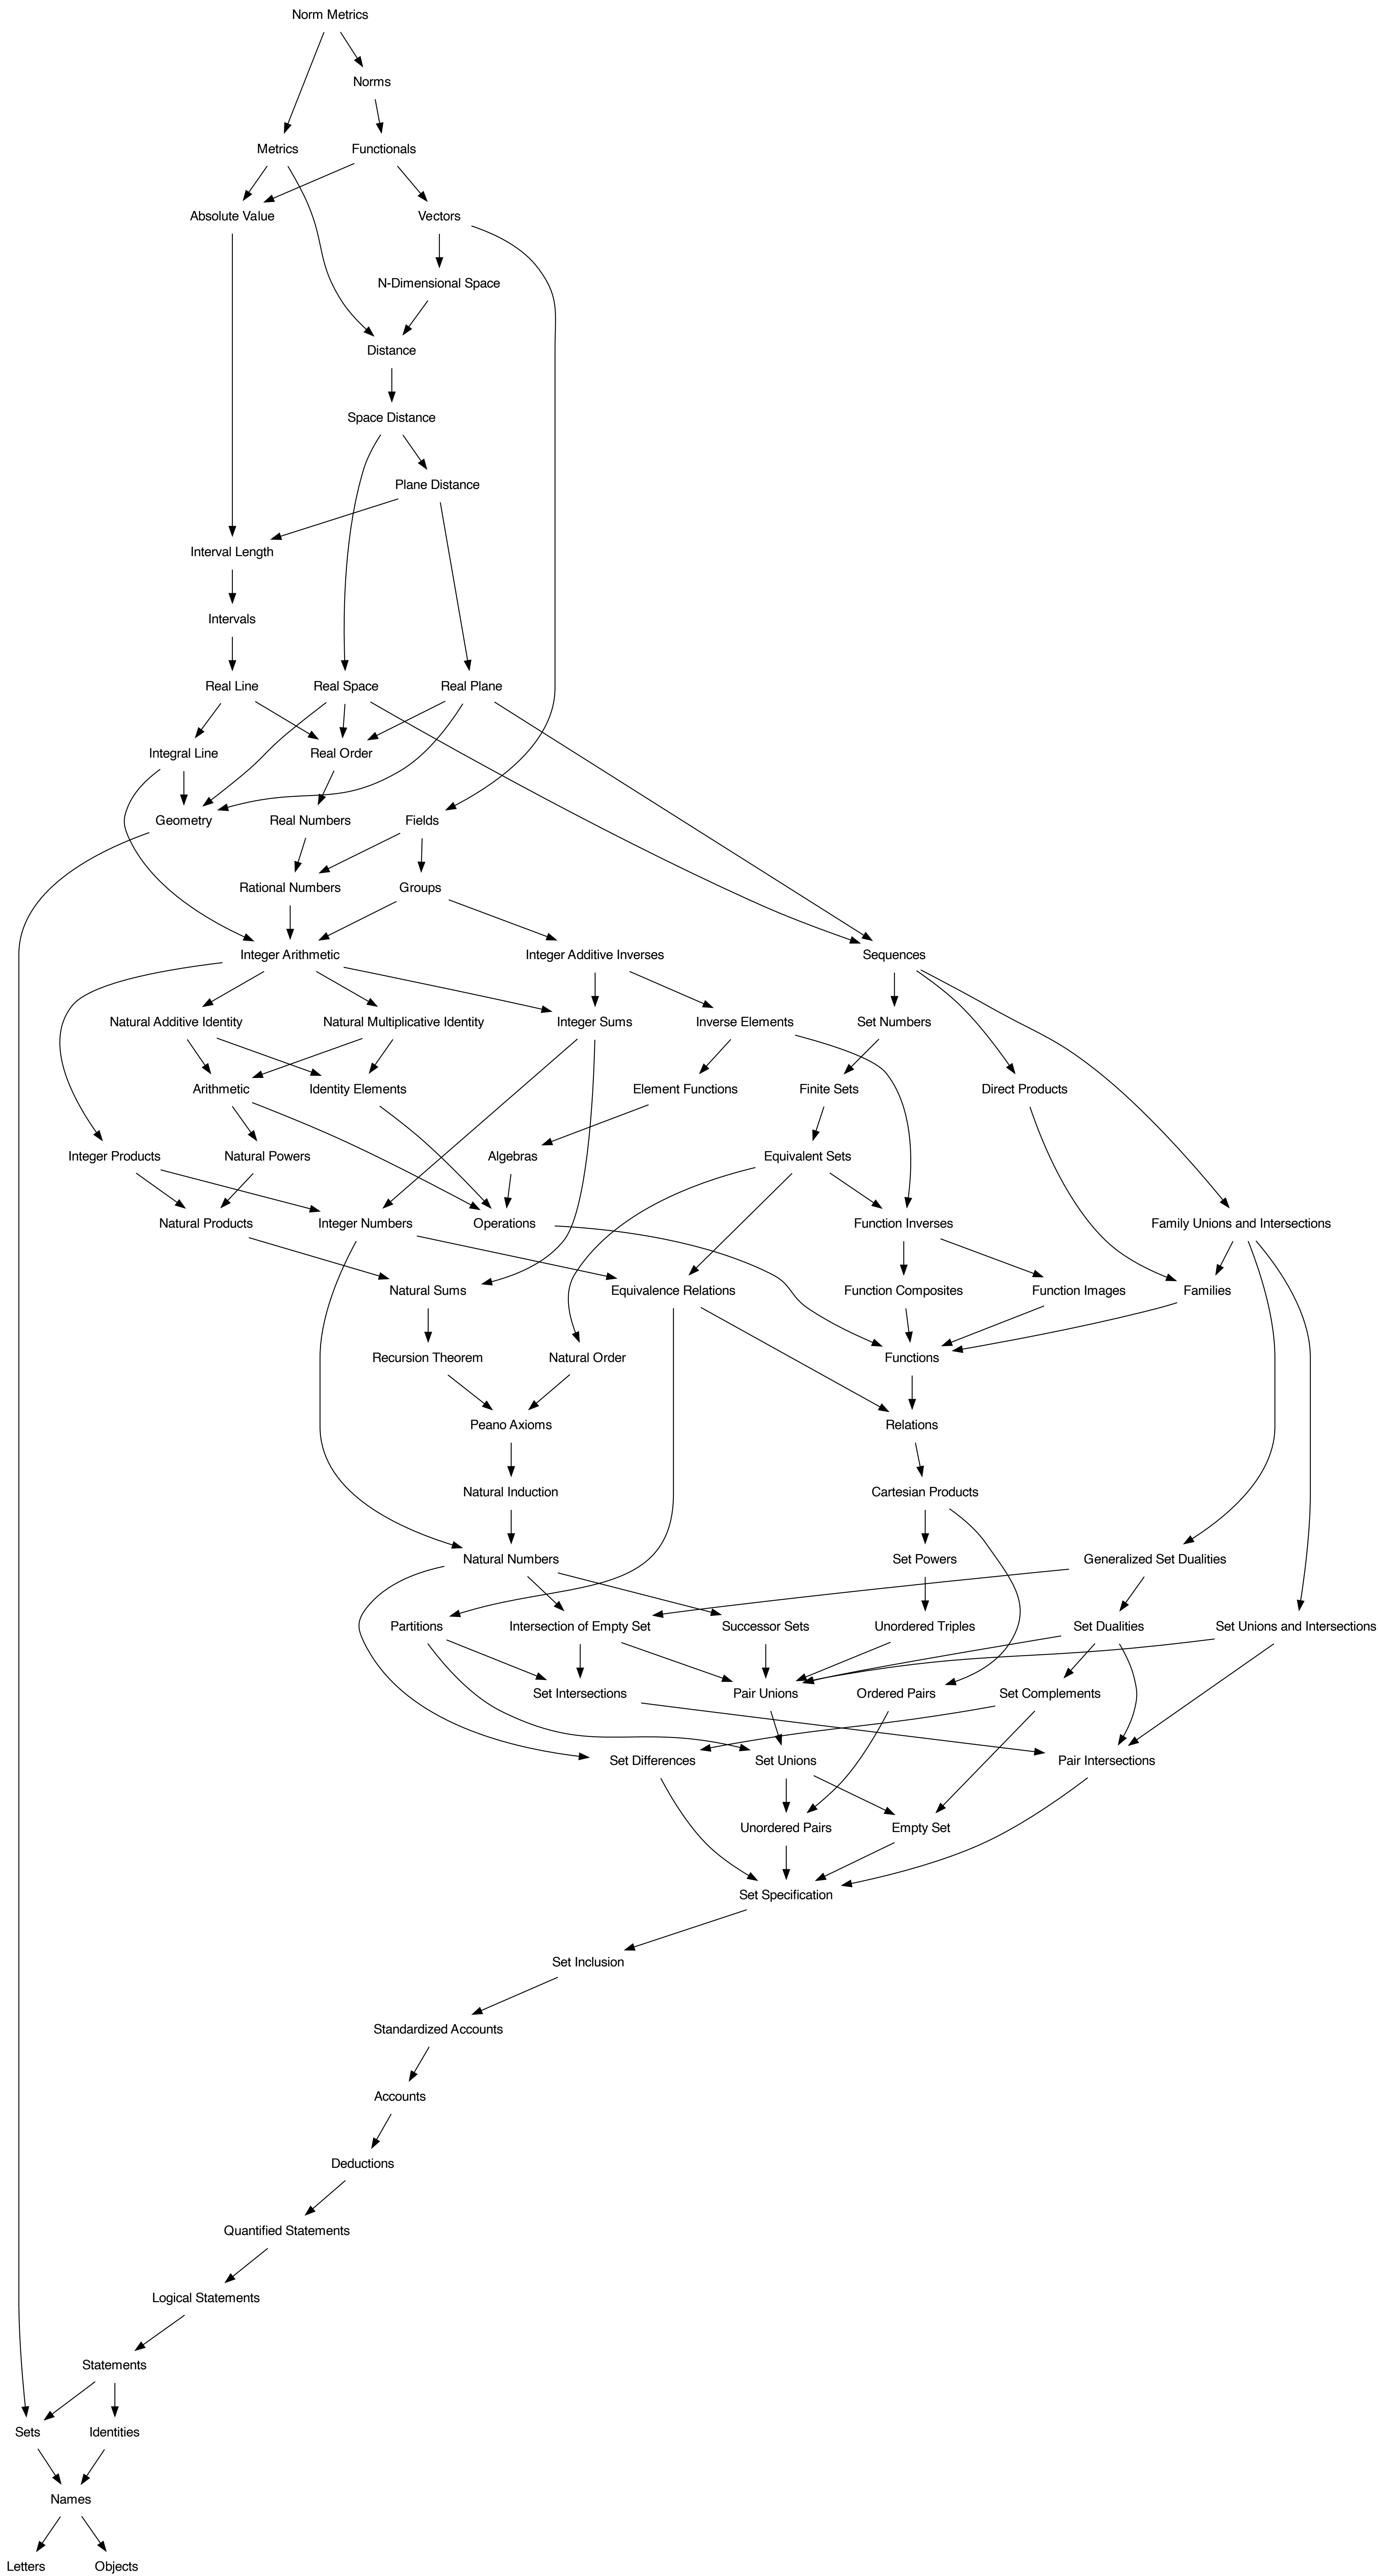 Norm Metrics
Norms
Metrics
Functionals
Absolute Value
Vectors
N-Dimensional Space
Distance
Space Distance
Plane Distance
Interval Length
Intervals
Real Line
Real Space
Real Plane
Integral Line
Real Order
Geometry
Real Numbers
Fields
Rational Numbers
Groups
Integer Arithmetic
Integer Additive Inverses
Sequences
Natural Additive Identity
Natural Multiplicative Identity
Integer Sums
Inverse Elements
Set Numbers
Arithmetic
Identity Elements
Element Functions
Finite Sets
Direct Products
Integer Products
Natural Powers
Algebras
Equivalent Sets
Natural Products
Integer Numbers
Operations
Function Inverses
Family Unions and Intersections
Natural Sums
Equivalence Relations
Function Composites
Function Images
Families
Recursion Theorem
Natural Order
Functions
Peano Axioms
Relations
Natural Induction
Cartesian Products
Natural Numbers
Set Powers
Generalized Set Dualities
Partitions
Intersection of Empty Set
Successor Sets
Unordered Triples
Set Dualities
Set Unions and Intersections
Set Intersections
Pair Unions
Ordered Pairs
Set Complements
Set Differences
Set Unions
Pair Intersections
Unordered Pairs
Empty Set
Set Specification
Set Inclusion
Standardized Accounts
Accounts
Deductions
Quantified Statements
Logical Statements
Statements
Sets
Identities
Names
Letters
Objects